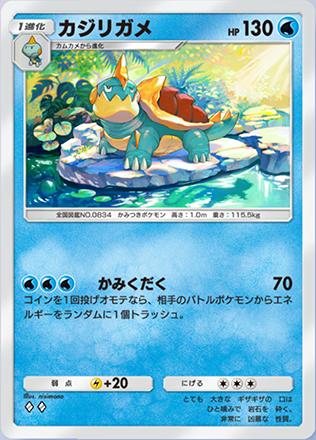 1進化 カジリガメ HP 130
カムカメから進化
全国図鑑NO.0834 かみつきポケモン 高さ：1.0m 重さ：115.5kg
かみくだく 70
コインを1回投げオモテなら、相手のバトルポケモンからエネ
ルギーをランダムに1個トラッシュ。
Illus. nisimono
弱点 +20 にげる
とても 大きな ギザギザの 口は
ひと噛みで 岩石を 砕く。
非常に 凶暴な 性質。